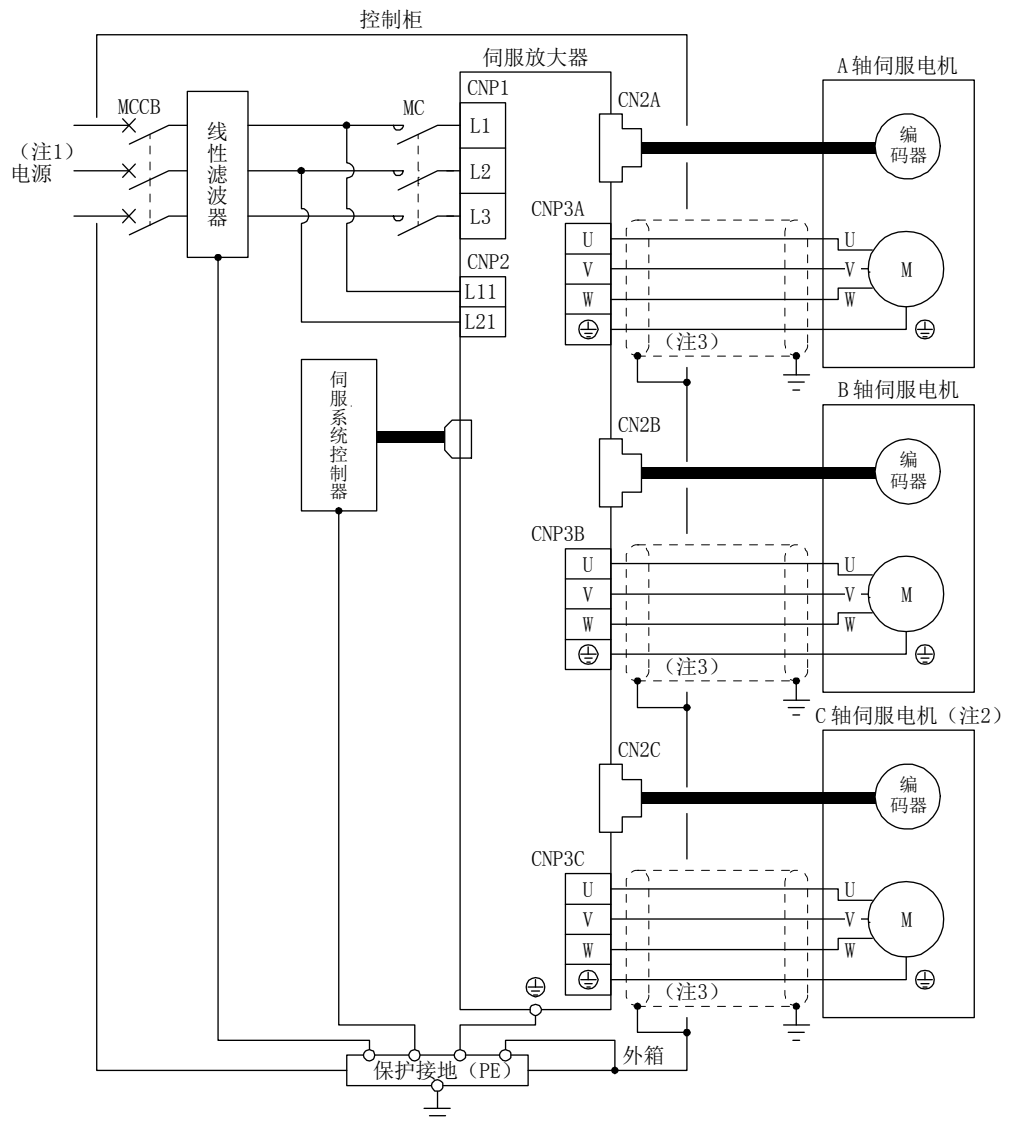 控制柜
伺服放大器
A轴伺服电机
CNP1
CN2A
MCCB
MC
线性滤波器
L1
编码器
（注1）
电源
L2
L3
CNP3A
U
U
V
V
M
W
W
CNP2
L11
L21
（注3）
伺服系统控制器
B轴伺服电机
CN2B
编码器
CNP3B
U
U
V
V
M
W
W
（注3）
C轴伺服电机（注2）
CN2C
编码器
CNP3C
U
U
V
V
M
W
W
（注3）
外箱
保护接地（PE）